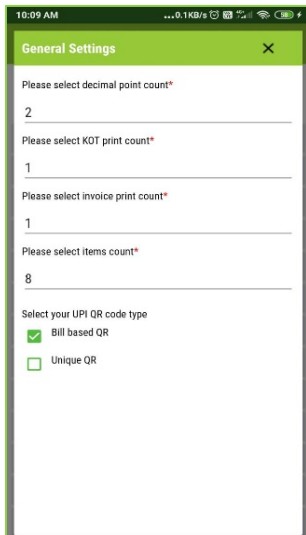 10:09 AM
...0.1KB/s
58
General Settings
Please select decimal point count*
2
Please select KOT print count*
1
Please select invoice print count*
1
Please select items count*
8
Select your UPI QR code type
Bill based QR
Unique QR